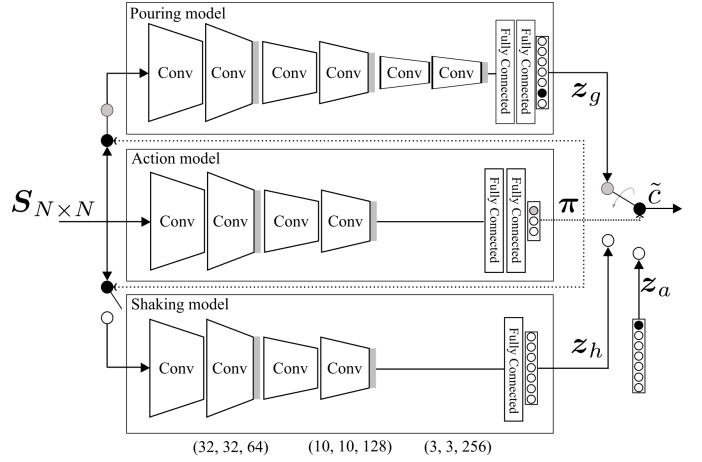 Pouring model
Conv Conv Conv Conv Conv Conv
Fully Connected
Fully Connected
z_g
Action model
S_{N×N}
Conv Conv Conv Conv
Fully Connected
Fully Connected
π
c̃
Shaking model
Conv Conv Conv Conv
Fully Connected
z_h
z_a
(32, 32, 64) (10, 10, 128) (3, 3, 256)